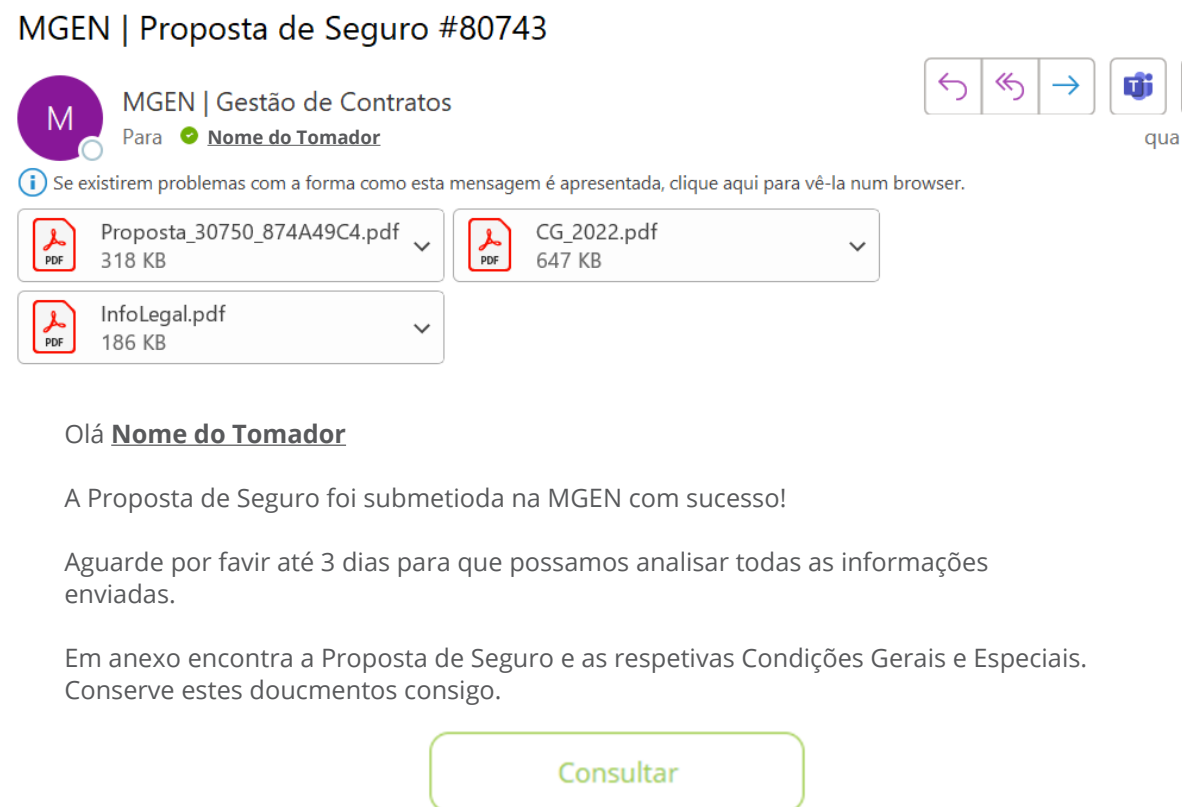 MGEN | Proposta de Seguro #80743
M
MGEN | Gestão de Contratos
Para Nome do Tomador
qua
Se existirem problemas com a forma como esta mensagem é apresentada, clique aqui para vê-la num browser.
PDF
Proposta_30750_874A49C4.pdf
318 KB
PDF
CG_2022.pdf
647 KB
PDF
InfoLegal.pdf
186 KB
Olá Nome do Tomador
A Proposta de Seguro foi submetioda na MGEN com sucesso!
Aguarde por favir até 3 dias para que possamos analisar todas as informações
enviadas.
Em anexo encontra a Proposta de Seguro e as respetivas Condições Gerais e Especiais.
Conserve estes doucmentos consigo.
Consultar